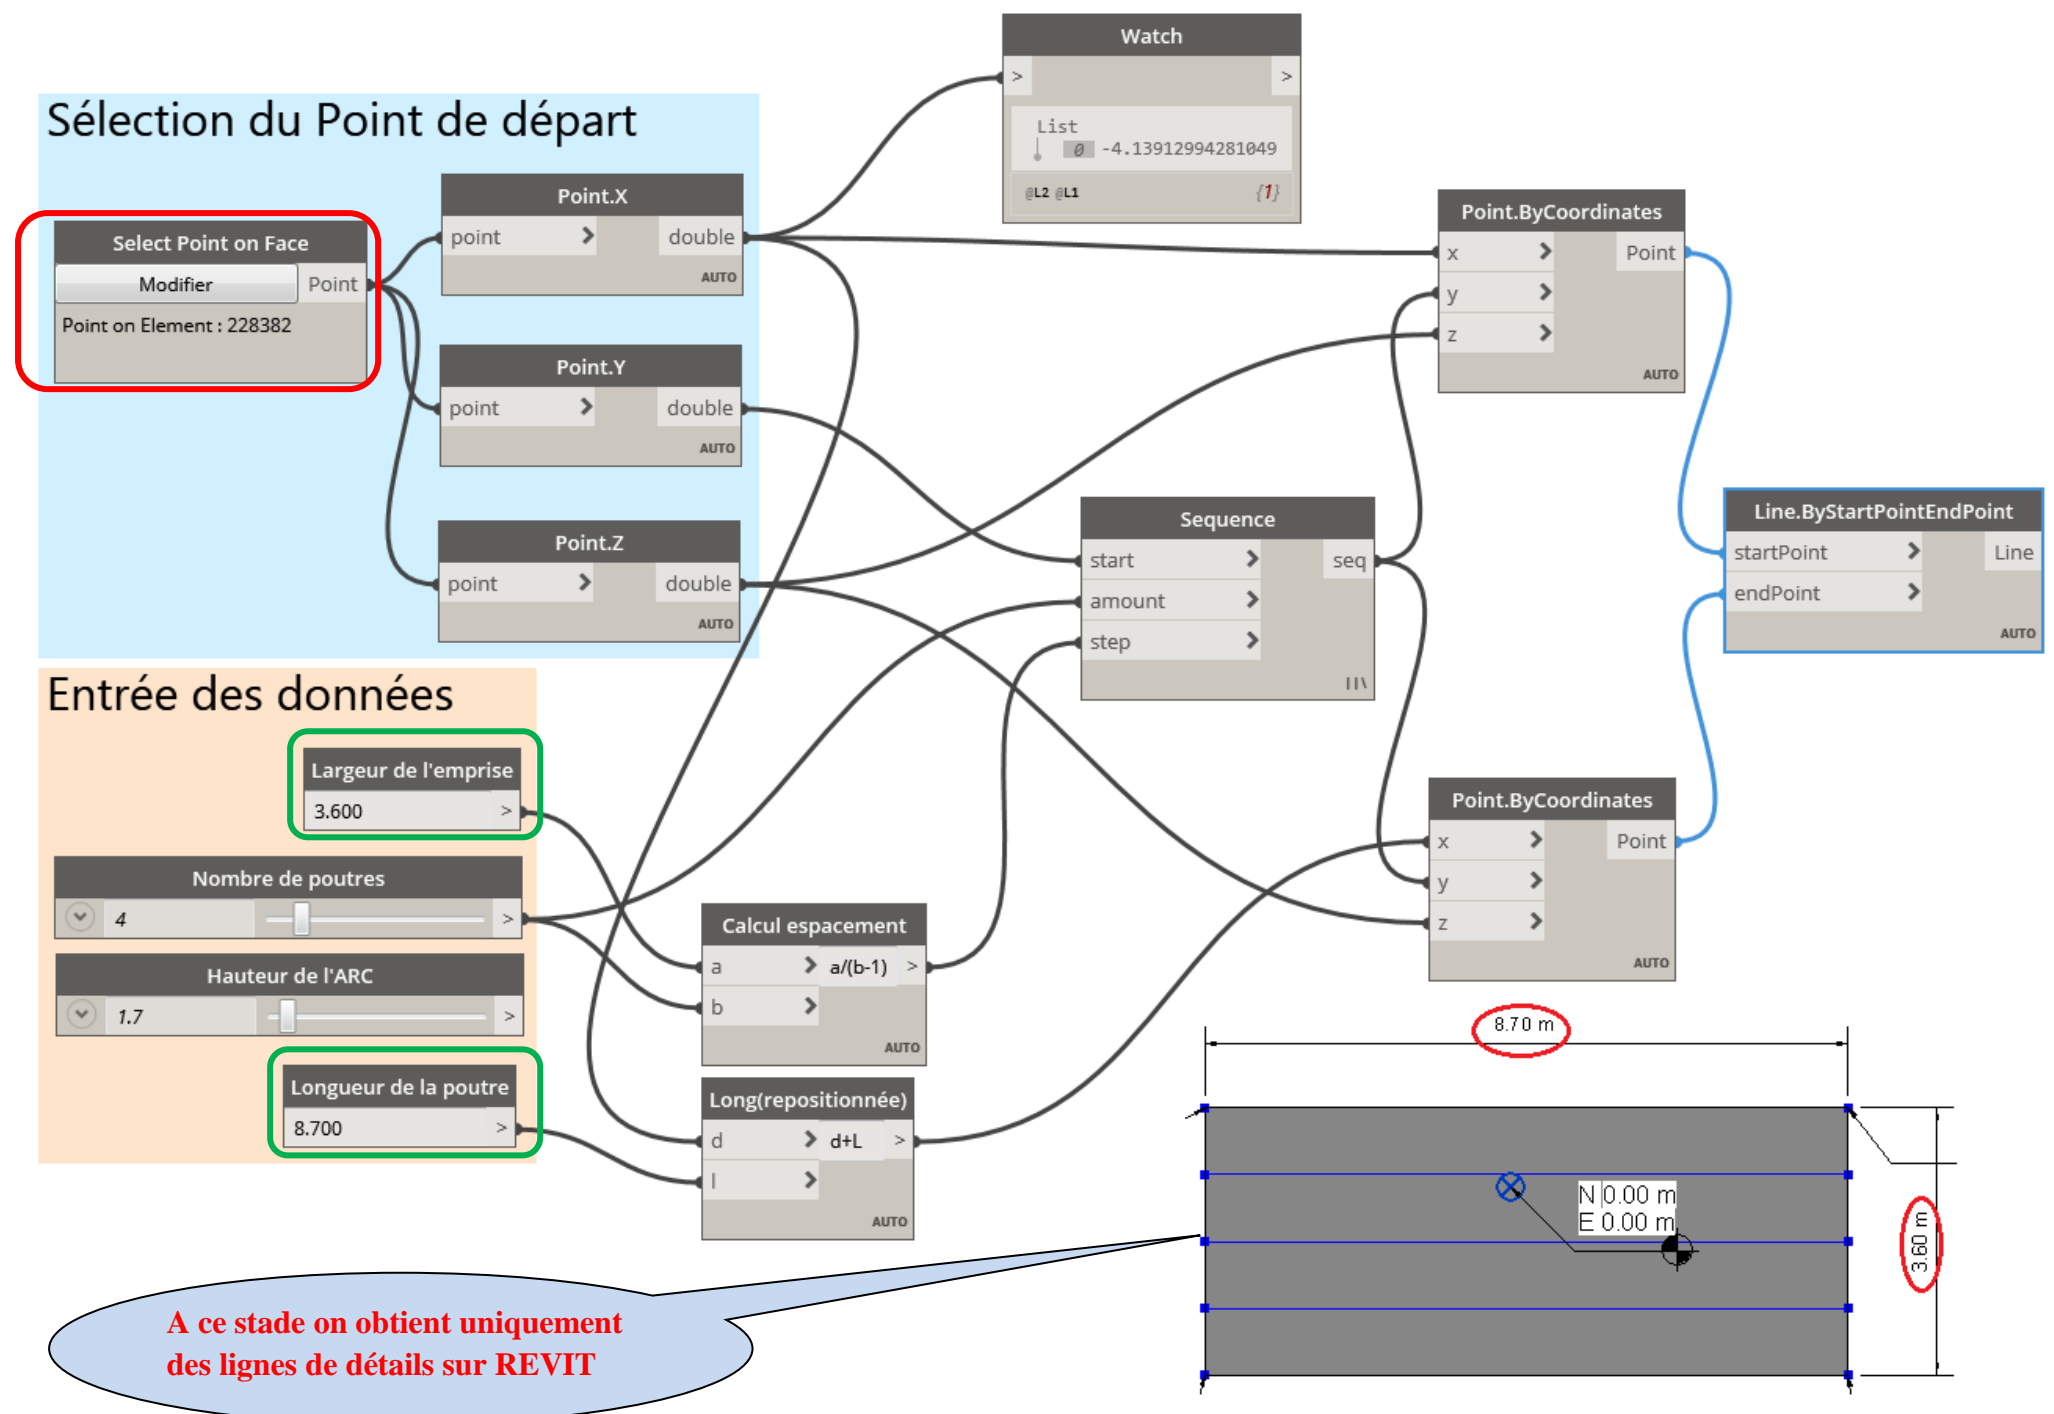 Sélection du Point de départ
Select Point on Face
Modifier
Point
Point on Element : 228382
Point.X
point
>
double
AUTO
Point.Y
point
>
double
AUTO
Point.Z
point
>
double
AUTO
Watch
>
>
List
0 -4.13912994281049
@L2 @L1 {1}
Point.ByCoordinates
x >
Point
y >
z >
AUTO
Sequence
start >
seq
amount >
step >
Line.ByStartPointEndPoint
startPoint >
Line
endPoint >
AUTO
Point.ByCoordinates
x >
Point
y >
z >
AUTO
Entrée des données
Largeur de l'emprise
3.600 >
Nombre de poutres
4 >
Hauteur de l'ARC
1.7 >
Longueur de la poutre
8.700 >
Calcul espacement
a > a/(b-1) >
b >
AUTO
Long(repositionnée)
d > d+L >
l >
AUTO
8.70 m
N 0.00 m
E 0.00 m
3.60 m
A ce stade on obtient uniquement
des lignes de détails sur REVIT